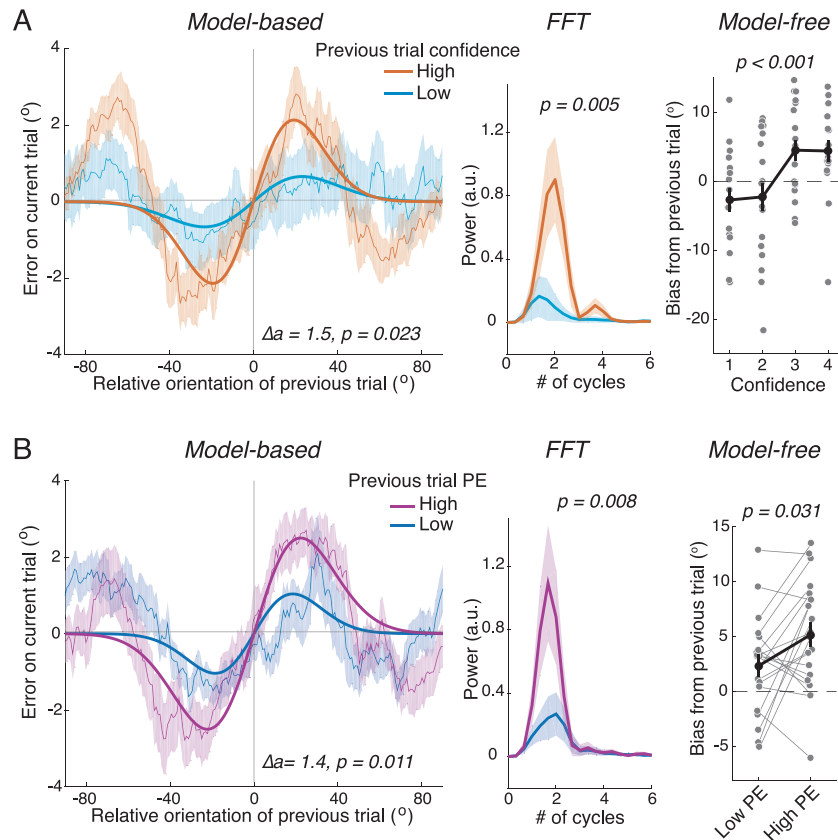 A
Model-based
FFT
Model-free
Previous trial confidence
High
Low
p = 0.005
p < 0.001
Error on current trial (°)
4
2
0
-2
-4
Δa = 1.5, p = 0.023
-80
-40
0
40
80
Relative orientation of previous trial (°)
Power (a.u.)
1.2
0.8
0.4
0
0
2
4
6
# of cycles
Bias from previous trial (°)
10
0
-10
-20
1
2
3
4
Confidence
B
Model-based
FFT
Model-free
Previous trial PE
High
Low
p = 0.008
p = 0.031
Error on current trial (°)
4
2
0
-2
-4
Δa= 1.4, p = 0.011
-80
-40
0
40
80
Relative orientation of previous trial (°)
Power (a.u.)
1.2
0.8
0.4
0
0
2
4
6
# of cycles
Bias from previous trial (°)
15
10
5
0
-5
Low PE
High PE